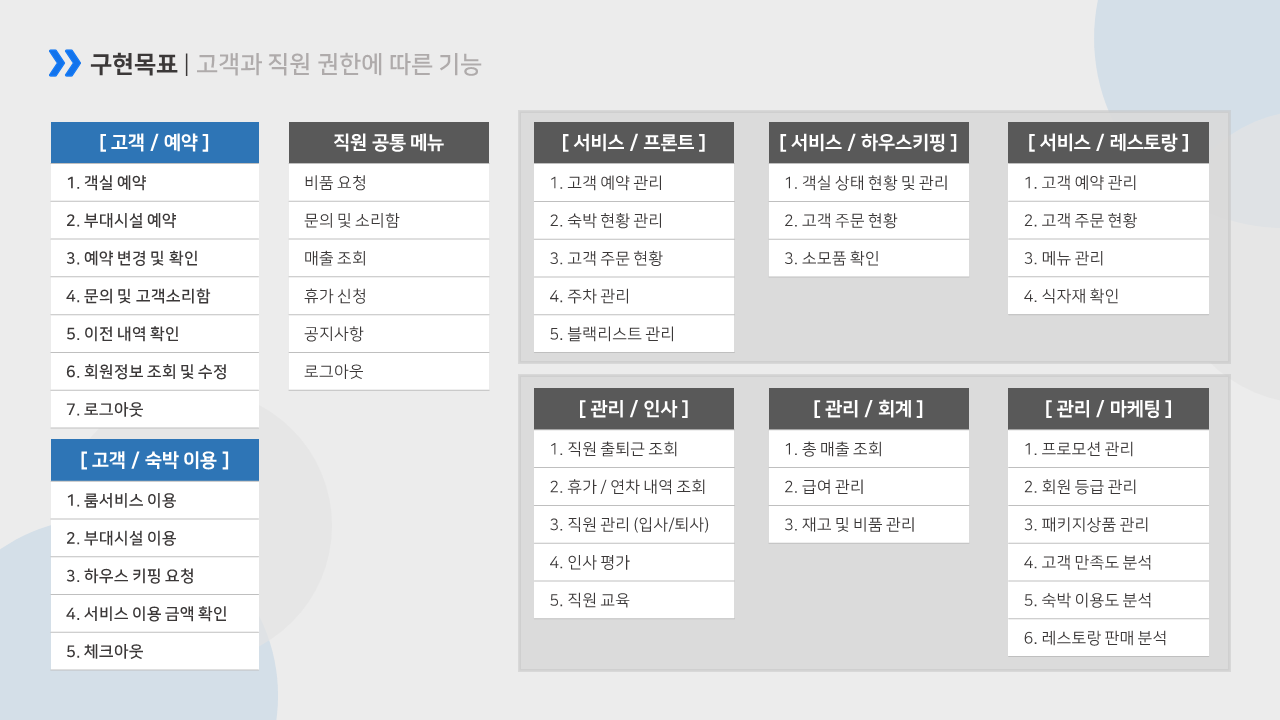 구현목표 | 고객과 직원 권한에 따른 기능
[ 고객 / 예약 ]
1. 객실 예약
2. 부대시설 예약
3. 예약 변경 및 확인
4. 문의 및 고객소리함
5. 이전 내역 확인
6. 회원정보 조회 및 수정
7. 로그아웃
[ 고객 / 숙박 이용 ]
1. 룸서비스 이용
2. 부대시설 이용
3. 하우스 키핑 요청
4. 서비스 이용 금액 확인
5. 체크아웃
직원 공통 메뉴
비품 요청
문의 및 소리함
매출 조회
휴가 신청
공지사항
로그아웃
[ 서비스 / 프론트 ]
1. 고객 예약 관리
2. 숙박 현황 관리
3. 고객 주문 현황
4. 주차 관리
5. 블랙리스트 관리
[ 서비스 / 하우스키핑 ]
1. 객실 상태 현황 및 관리
2. 고객 주문 현황
3. 소모품 확인
[ 서비스 / 레스토랑 ]
1. 고객 예약 관리
2. 고객 주문 현황
3. 메뉴 관리
4. 식자재 확인
[ 관리 / 인사 ]
1. 직원 출퇴근 조회
2. 휴가 / 연차 내역 조회
3. 직원 관리 (입사/퇴사)
4. 인사 평가
5. 직원 교육
[ 관리 / 회계 ]
1. 총 매출 조회
2. 급여 관리
3. 재고 및 비품 관리
[ 관리 / 마케팅 ]
1. 프로모션 관리
2. 회원 등급 관리
3. 패키지상품 관리
4. 고객 만족도 분석
5. 숙박 이용도 분석
6. 레스토랑 판매 분석